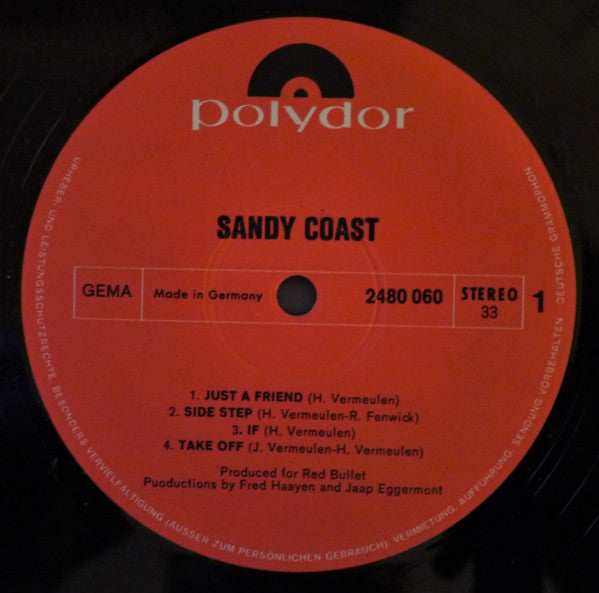 polydor
SANDY COAST
GEMA
Made in Germany
2480 060
STEREO
33
1
1. JUST A FRIEND (H. Vermeulen)
2. SIDE STEP (H. Vermeulen-R. Fenwick)
3. IF (H. Vermeulen)
4. TAKE OFF (J. Vermeulen-H. Vermeulen)
Produced for Red Bullet
Puoductions by Fred Haayen and Jaap Eggermont
URHEBER- UND LEISTUNGSSCHUTZRECHTE BESONDERS VERVIELFÄLTIGUNG (AUSSER ZUM PERSÖNLICHEN GEBRAUCH). VERMIETUNG, AUFFÜHRUNG, SENDUNG VORBEHALTEN DEUTSCHE GRAMMOPHON